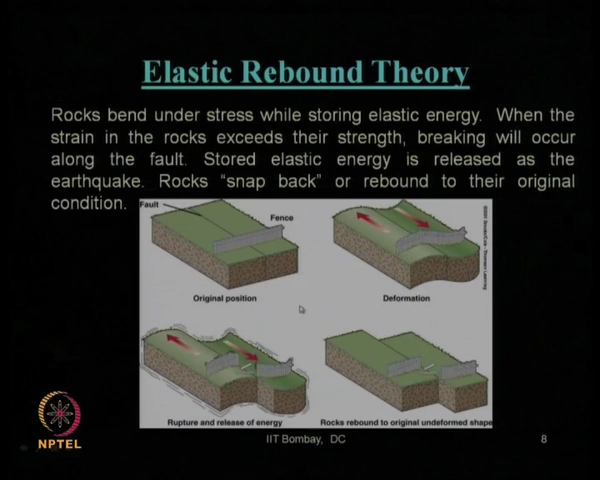 Elastic Rebound Theory
Rocks bend under stress while storing elastic energy. When the
strain in the rocks exceeds their strength, breaking will occur
along the fault. Stored elastic energy is released as the
earthquake. Rocks "snap back" or rebound to their original
condition.
Fault
Fence
Original position
Deformation
Rupture and release of energy
Rocks rebound to original undeformed shape
NPTEL
IIT Bombay, DC
8